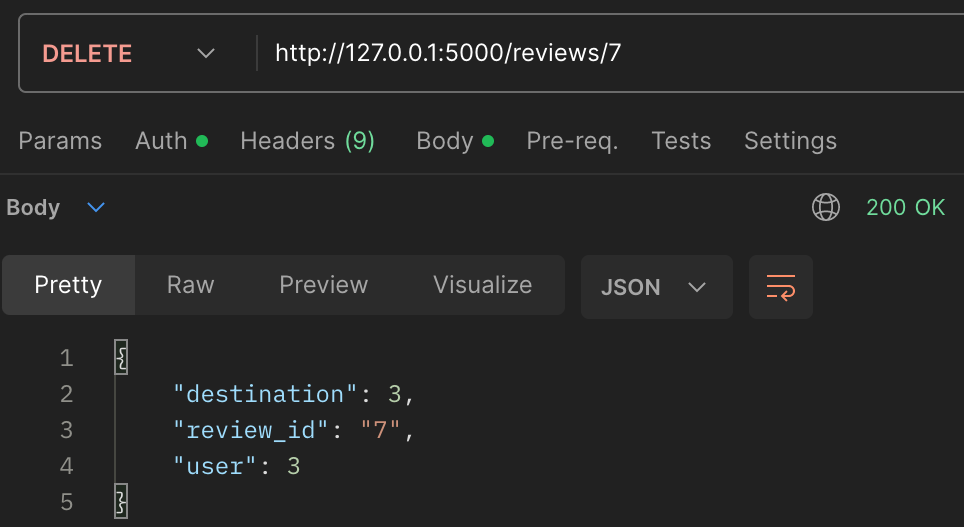 DELETE http://127.0.0.1:5000/reviews/7
Params Auth Headers (9) Body Pre-req. Tests Settings
Body 200 OK
Pretty Raw Preview Visualize JSON
1 {
2 "destination": 3,
3 "review_id": "7",
4 "user": 3
5 }